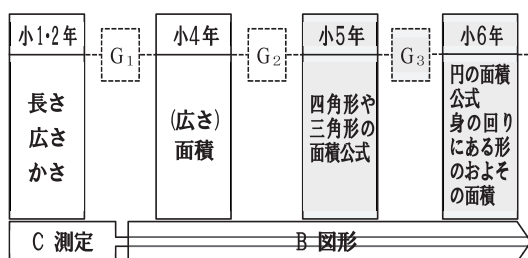 小1・2年
G₁
小4年
G₂
小5年
G₃
小6年
長さ
広さ
かさ
(広さ)
面積
四角形や
三角形の
面積公式
円の面積
公式
身の回り
にある形
のおよそ
の面積
C 測定
B 図形